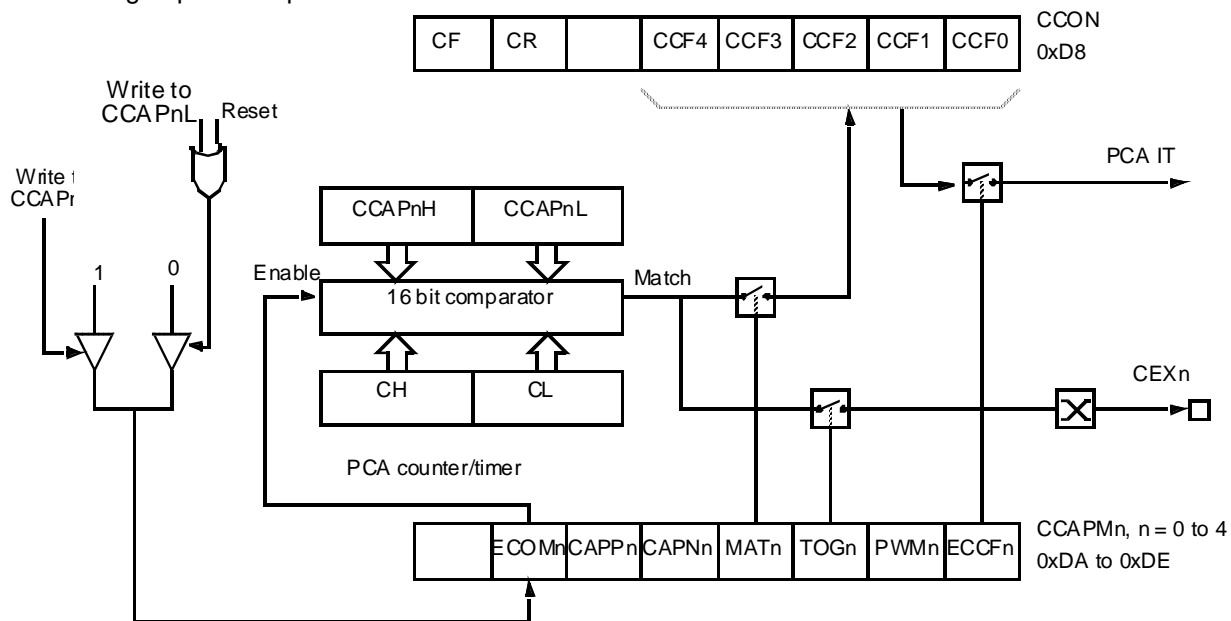 CCON
CF CR CCF4 CCF3 CCF2 CCF1 CCF0
0xD8
Write to
CCAPnL
Reset
PCA IT
Write
CCAPnH CCAPnL
1
0
Enable
Match
16 bit comparator
CEXn
CH CL
PCA counter/timer
ECOMn CAPPn CAPNn MATn TOGn PWMn ECCFn
CCAPMn, n = 0 to 4
0xDA to 0xDE